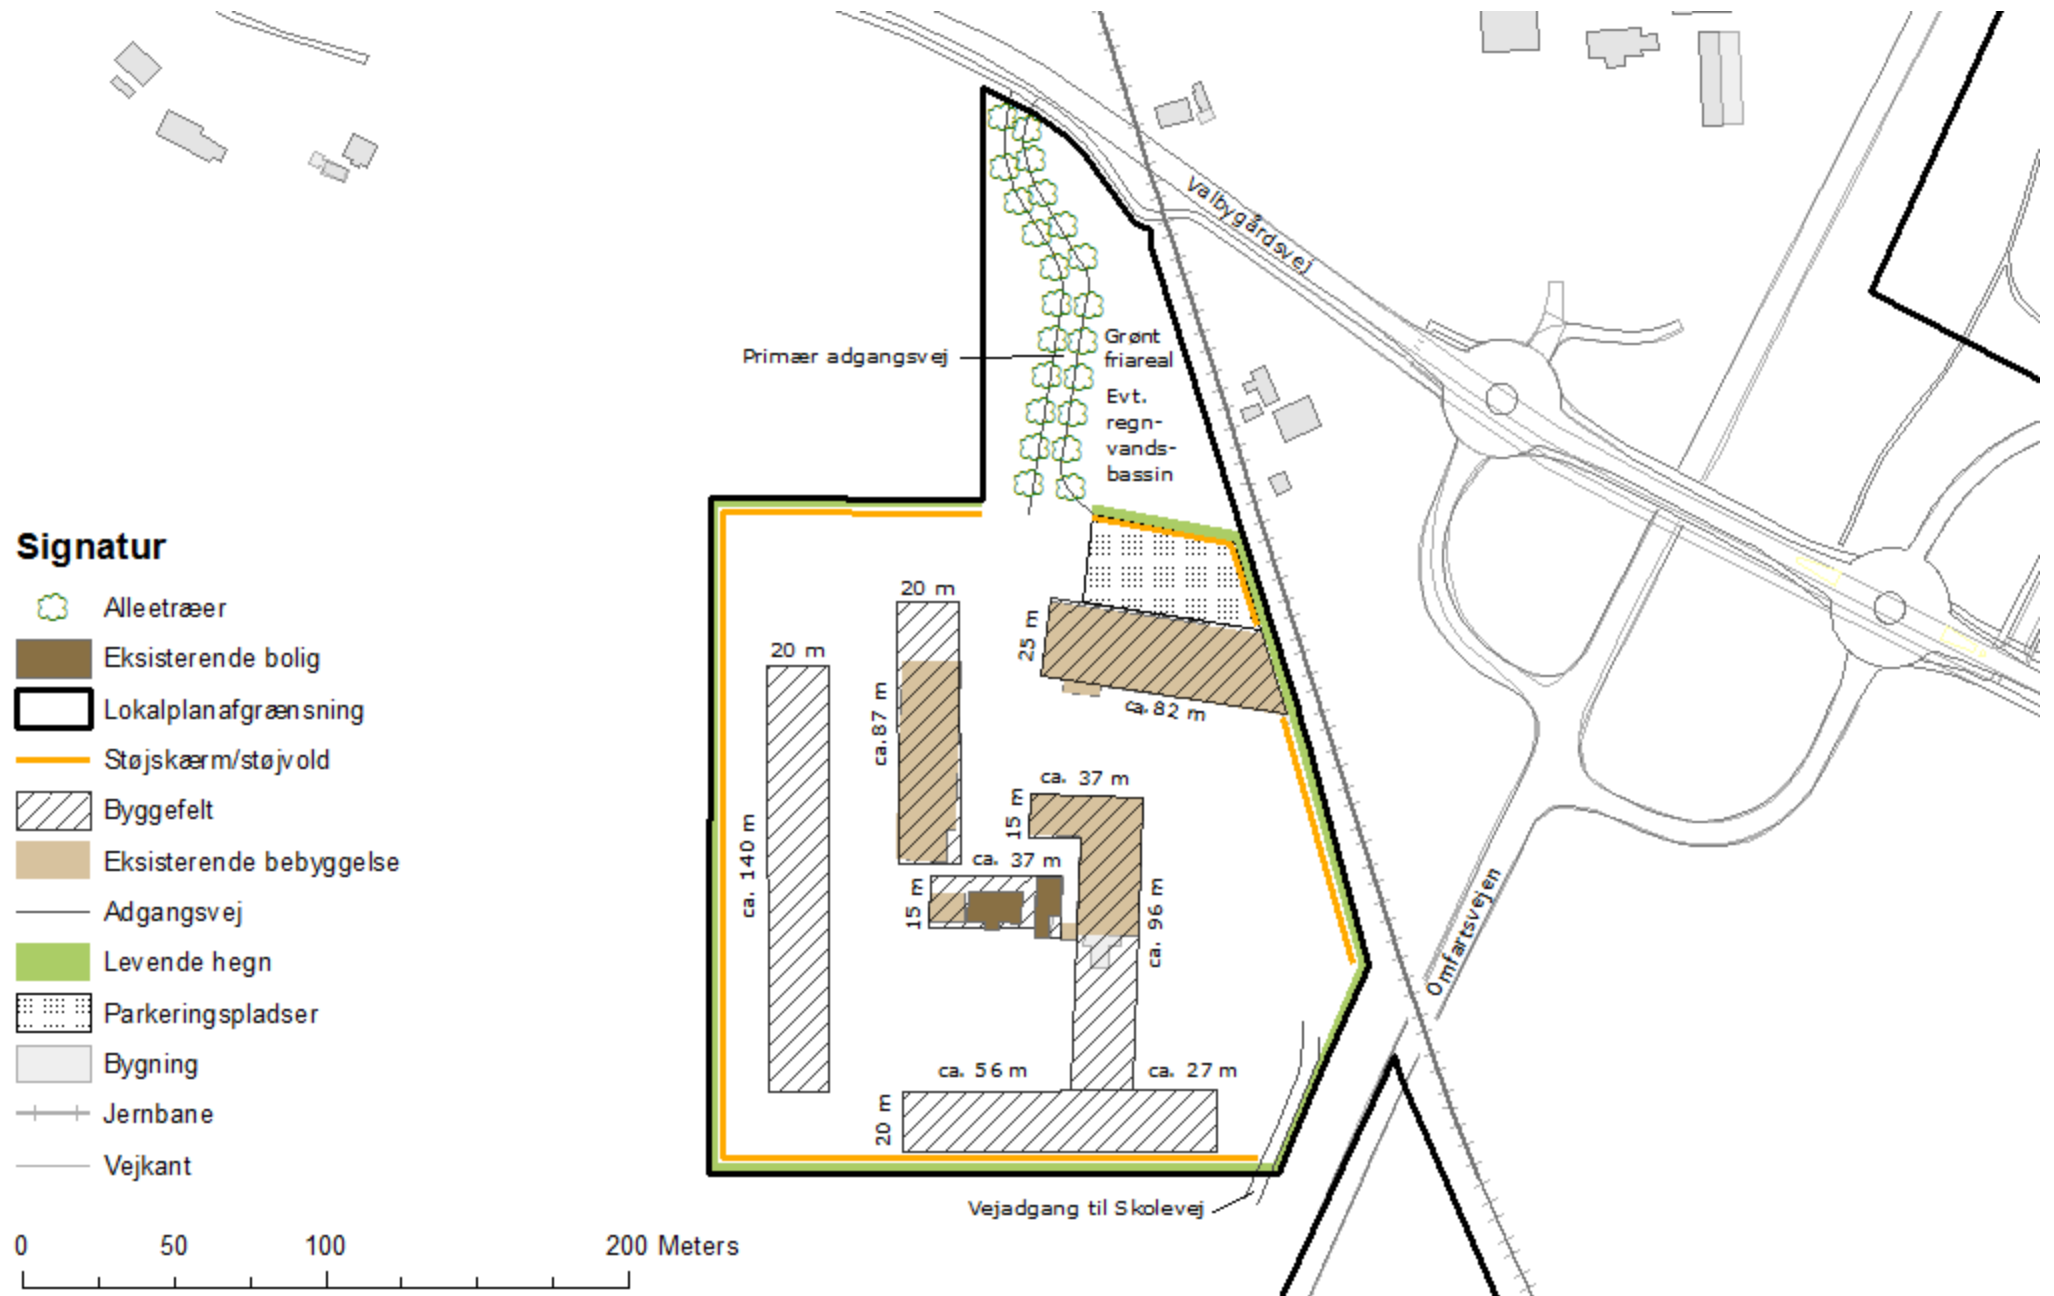 Valbygårdsvej
Primær adgangsvej
Grønt
friareal
Evt.
regn-
vands-
bassin
Signatur
Alleetræer
Eksisterende bolig
Lokalplanafgrænsning
Støjskærm/støjvold
Byggefelt
Eksisterende bebyggelse
Adgangsvej
Levende hegn
Parkeringspladser
Bygning
Jernbane
Vejkant
20 m
20 m
25 m
ca. 82 m
ca. 87 m
ca. 37 m
15 m
ca. 37 m
15 m
ca. 140 m
ca. 96 m
Omfartsvejen
ca. 56 m
ca. 27 m
20 m
Vejadgang til Skolevej
0 50 100 200 Meters